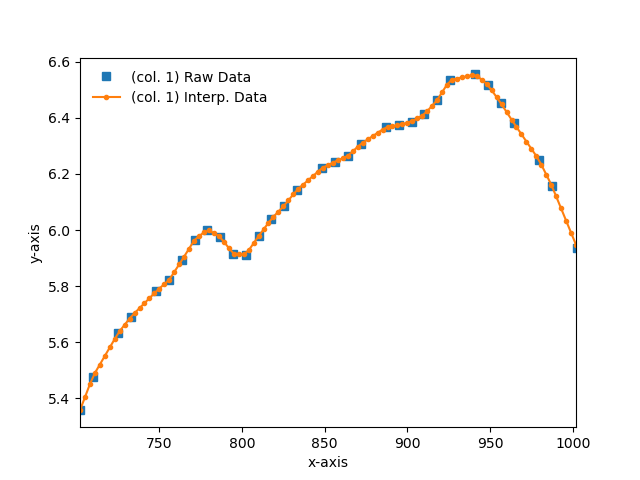 (col. 1) Raw Data
(col. 1) Interp. Data
6.6
6.4
6.2
6.0
5.8
5.6
5.4
y-axis
750 800 850 900 950 1000
x-axis